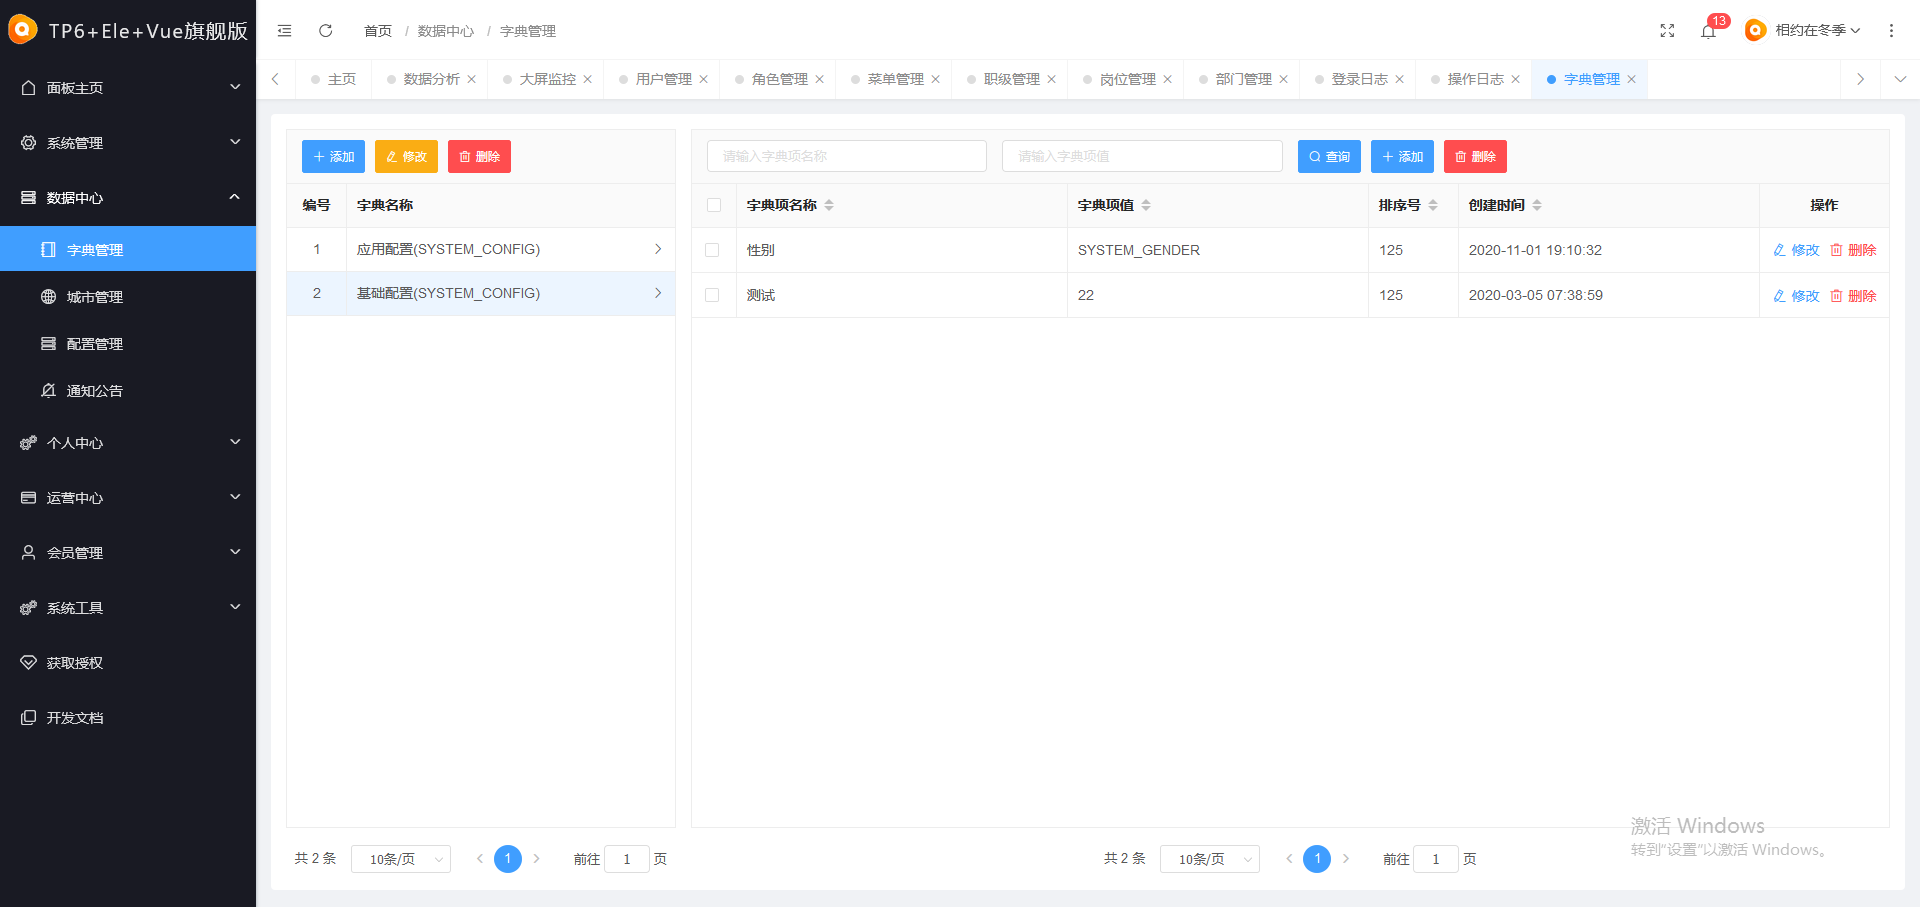 TP6+Ele+Vue旗舰版
面板主页
系统管理
数据中心
字典管理
城市管理
配置管理
通知公告
个人中心
运营中心
会员管理
系统工具
获取授权
开发文档
首页 / 数据中心 / 字典管理
13
相约在冬季
主页 数据分析 大屏监控 用户管理 角色管理 菜单管理 职级管理 岗位管理 部门管理 登录日志 操作日志 字典管理
添加 修改 删除
编号 字典名称
1 应用配置(SYSTEM_CONFIG)
2 基础配置(SYSTEM_CONFIG)
共 2 条 10条/页 1 前往 1 页
请输入字典项名称 请输入字典项值 查询 添加 删除
字典项名称 字典项值 排序号 创建时间 操作
性别 SYSTEM_GENDER 125 2020-11-01 19:10:32 修改 删除
测试 22 125 2020-03-05 07:38:59 修改 删除
共 2 条 10条/页 1 前往 1 页
激活 Windows
转到"设置"以激活 Windows。